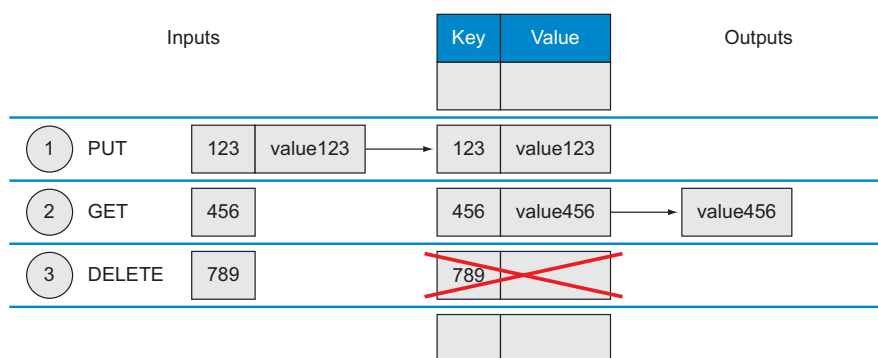 Inputs Key Value Outputs
1 PUT 123 value123 123 value123
2 GET 456 456 value456 value456
3 DELETE 789 789